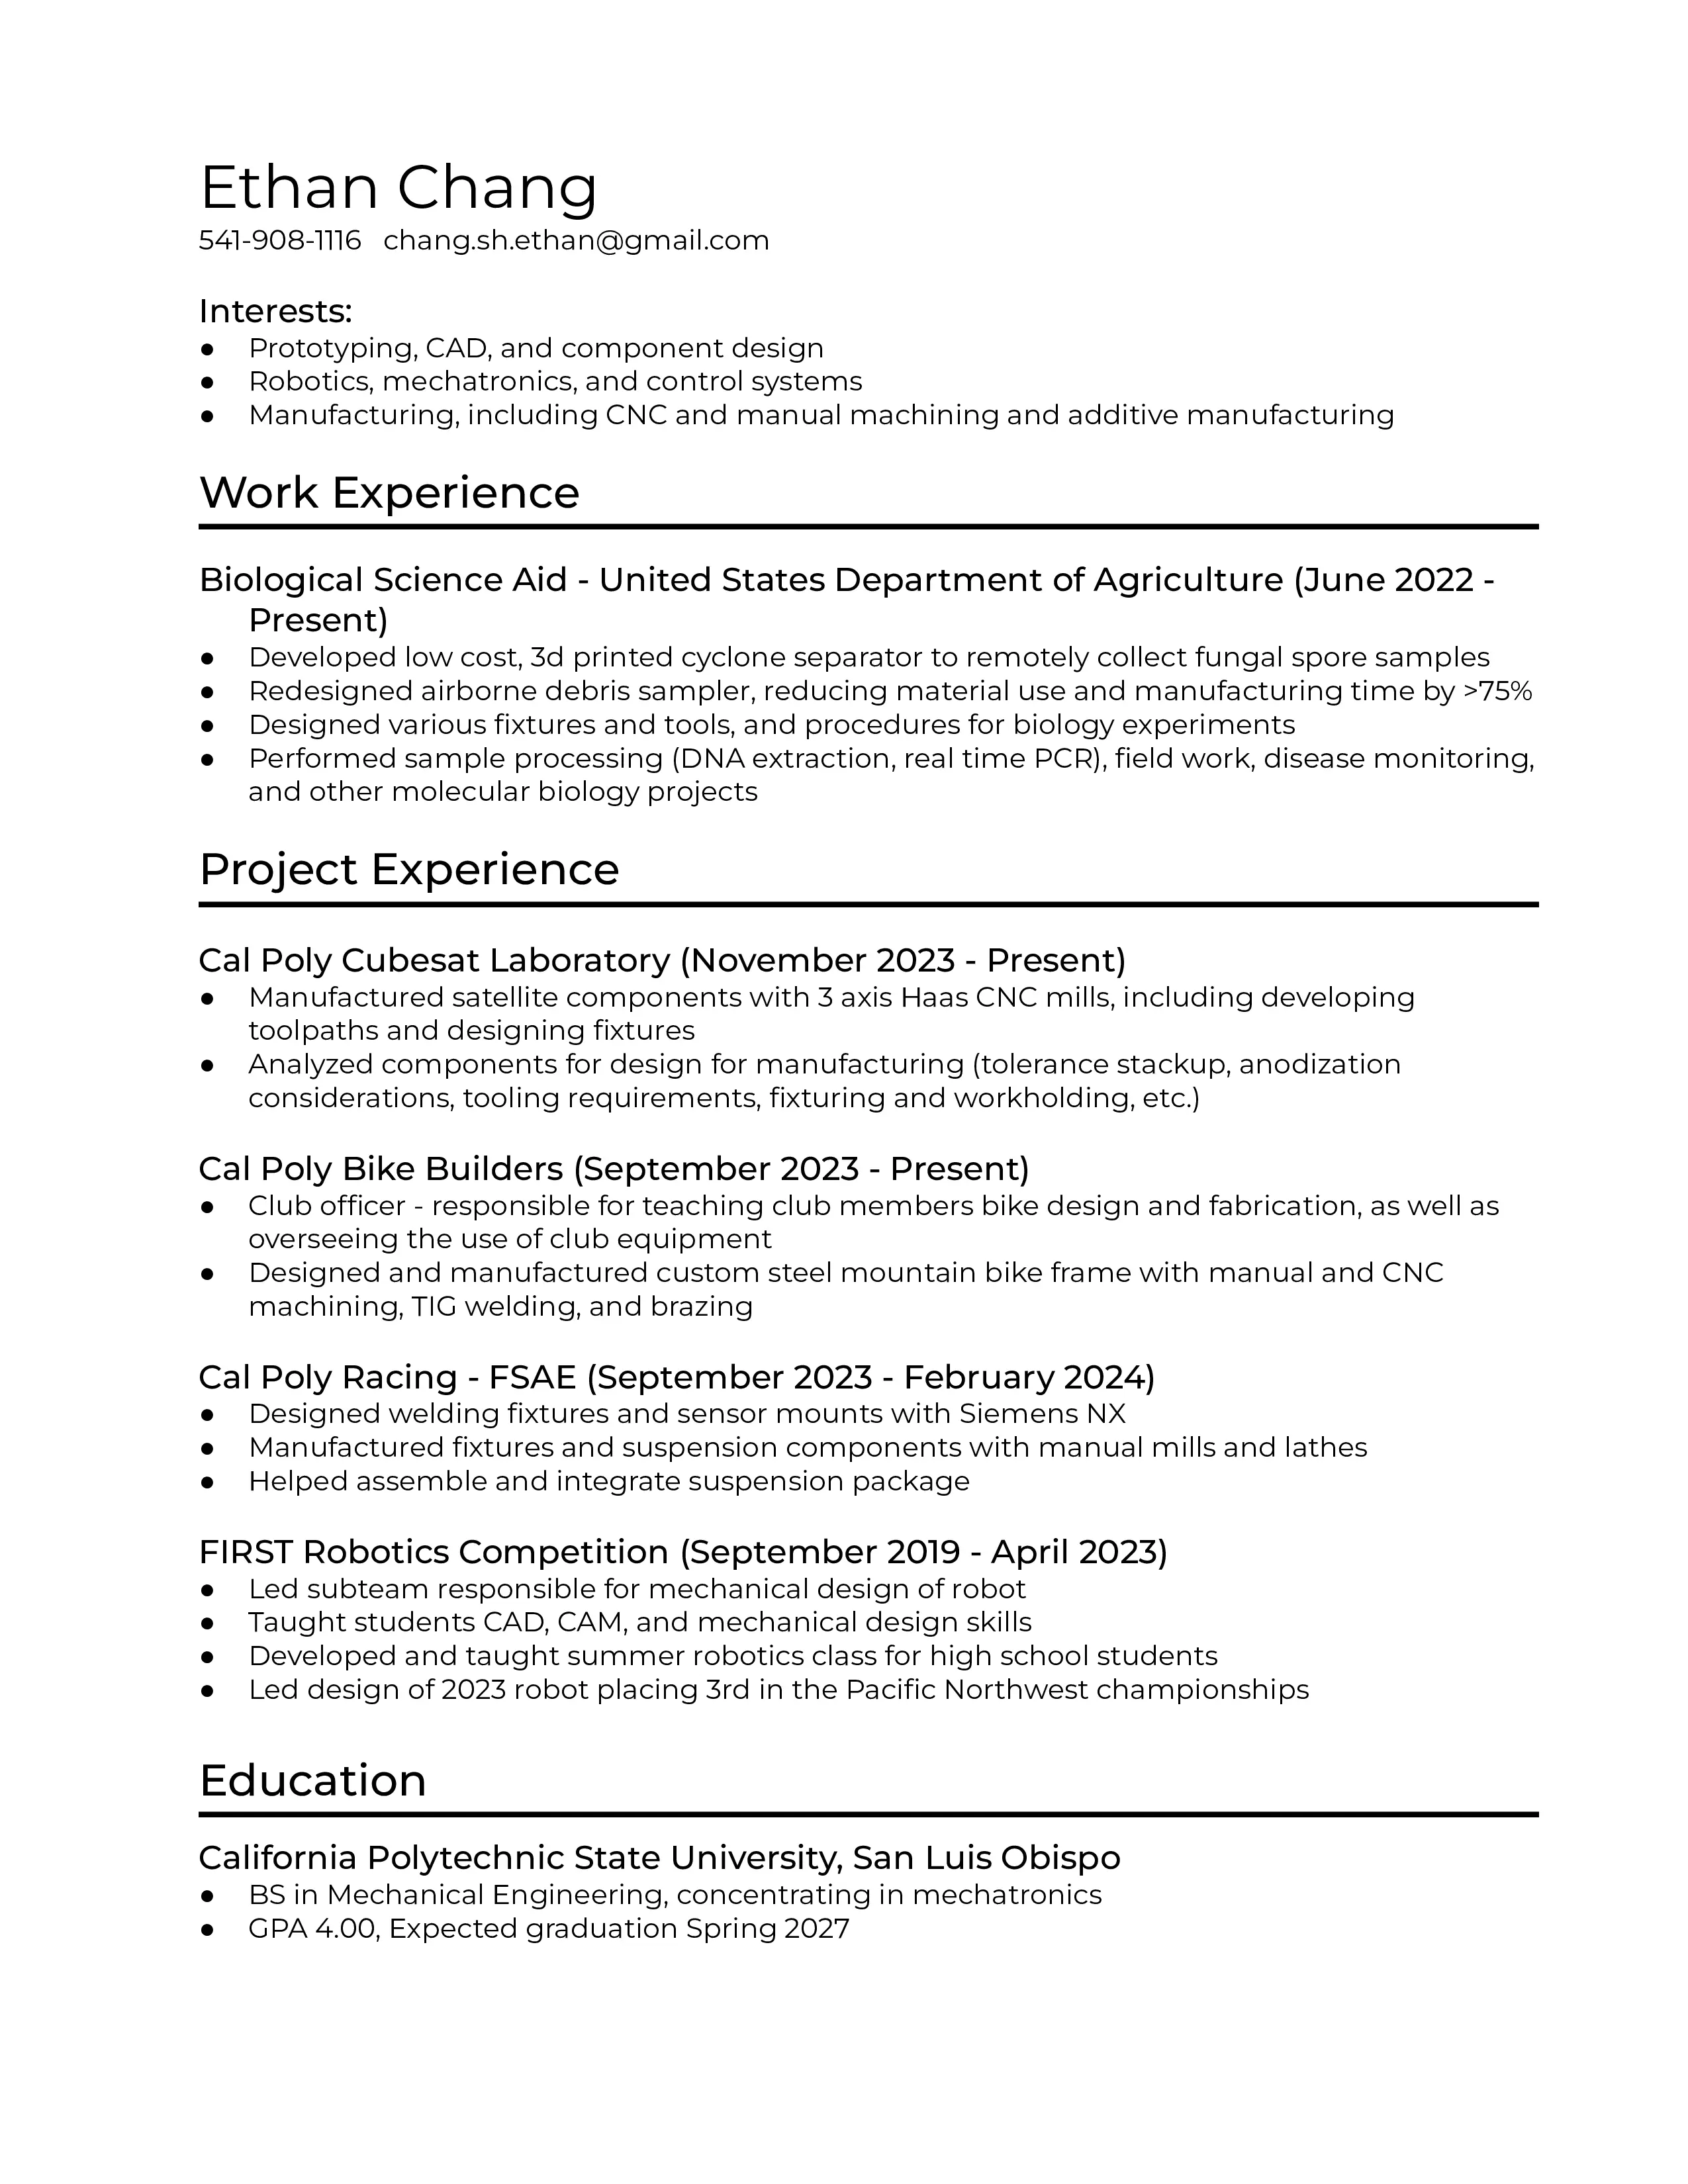 Ethan Chang
541-908-1116 chang.sh.ethan@gmail.com
Interests:
● Prototyping, CAD, and component design
● Robotics, mechatronics, and control systems
● Manufacturing, including CNC and manual machining and additive manufacturing
Work Experience
Biological Science Aid - United States Department of Agriculture (June 2022 -
Present)
● Developed low cost, 3d printed cyclone separator to remotely collect fungal spore samples
● Redesigned airborne debris sampler, reducing material use and manufacturing time by >75%
● Designed various fixtures and tools, and procedures for biology experiments
● Performed sample processing (DNA extraction, real time PCR), field work, disease monitoring,
and other molecular biology projects
Project Experience
Cal Poly Cubesat Laboratory (November 2023 - Present)
● Manufactured satellite components with 3 axis Haas CNC mills, including developing
toolpaths and designing fixtures
● Analyzed components for design for manufacturing (tolerance stackup, anodization
considerations, tooling requirements, fixturing and workholding, etc.)
Cal Poly Bike Builders (September 2023 - Present)
● Club officer - responsible for teaching club members bike design and fabrication, as well as
overseeing the use of club equipment
● Designed and manufactured custom steel mountain bike frame with manual and CNC
machining, TIG welding, and brazing
Cal Poly Racing - FSAE (September 2023 - February 2024)
● Designed welding fixtures and sensor mounts with Siemens NX
● Manufactured fixtures and suspension components with manual mills and lathes
● Helped assemble and integrate suspension package
FIRST Robotics Competition (September 2019 - April 2023)
● Led subteam responsible for mechanical design of robot
● Taught students CAD, CAM, and mechanical design skills
● Developed and taught summer robotics class for high school students
● Led design of 2023 robot placing 3rd in the Pacific Northwest championships
Education
California Polytechnic State University, San Luis Obispo
● BS in Mechanical Engineering, concentrating in mechatronics
● GPA 4.00, Expected graduation Spring 2027